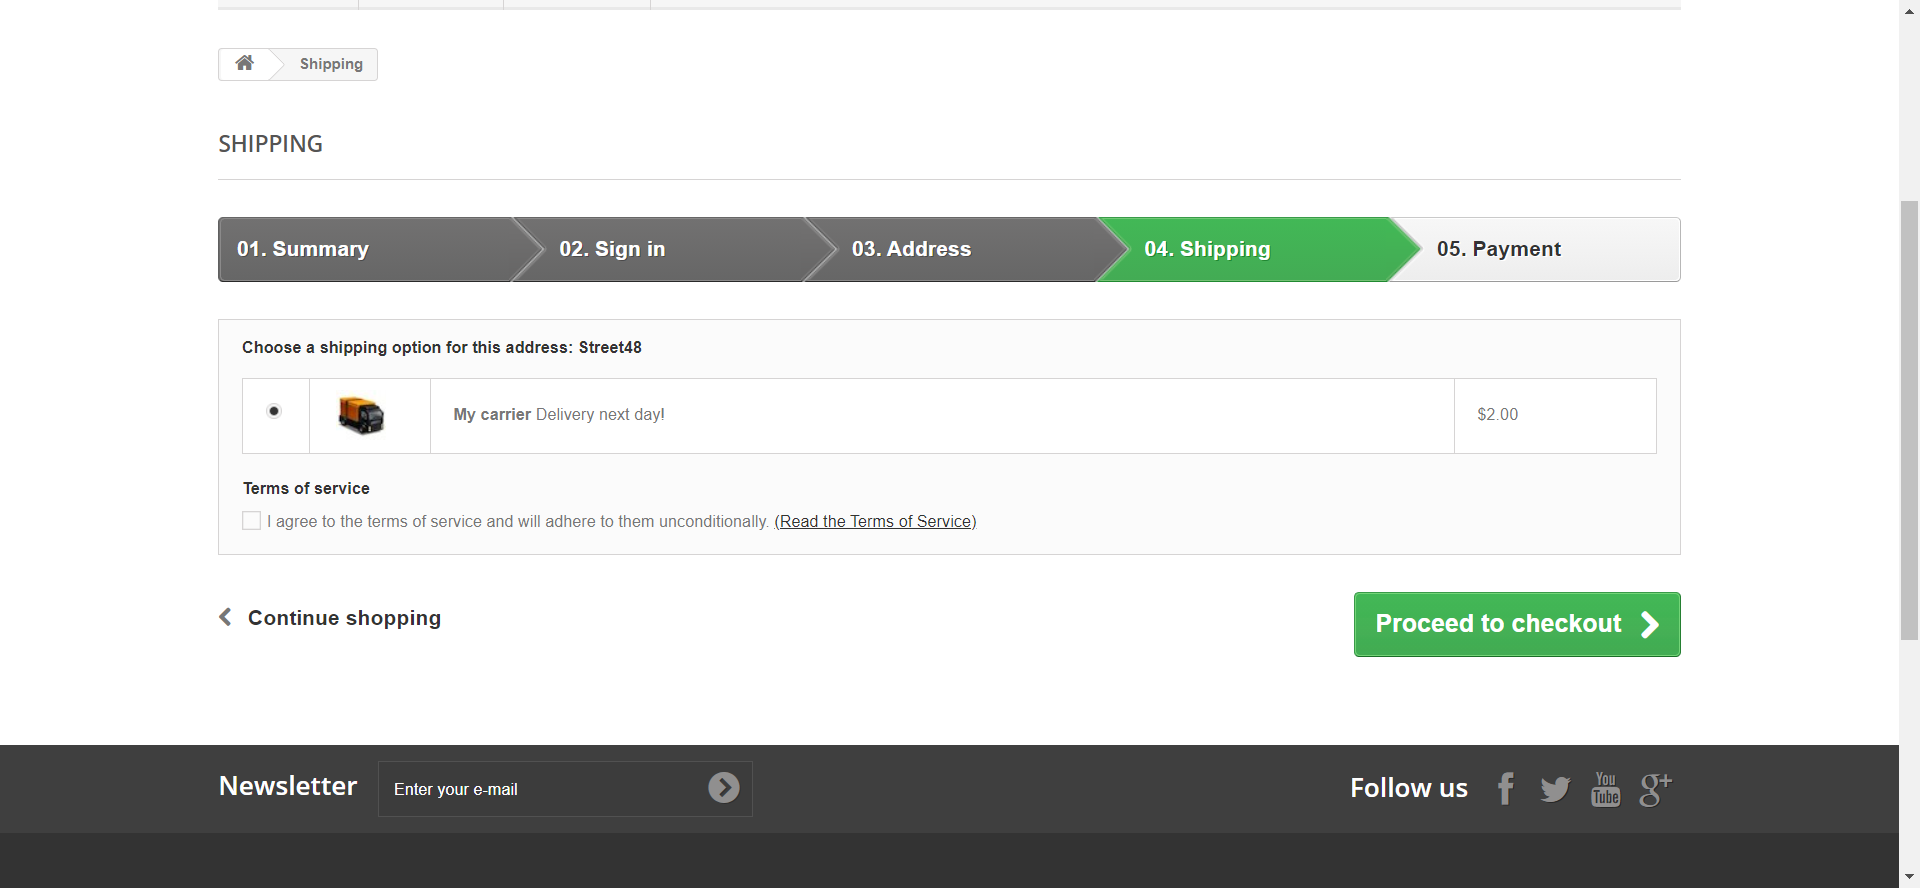 Shipping
SHIPPING
01. Summary
02. Sign in
03. Address
04. Shipping
05. Payment
Choose a shipping option for this address: Street48
My carrier Delivery next day!
$2.00
Terms of service
I agree to the terms of service and will adhere to them unconditionally. (Read the Terms of Service)
Continue shopping
Proceed to checkout
Newsletter
Enter your e-mail
Follow us
You
Tube
g+